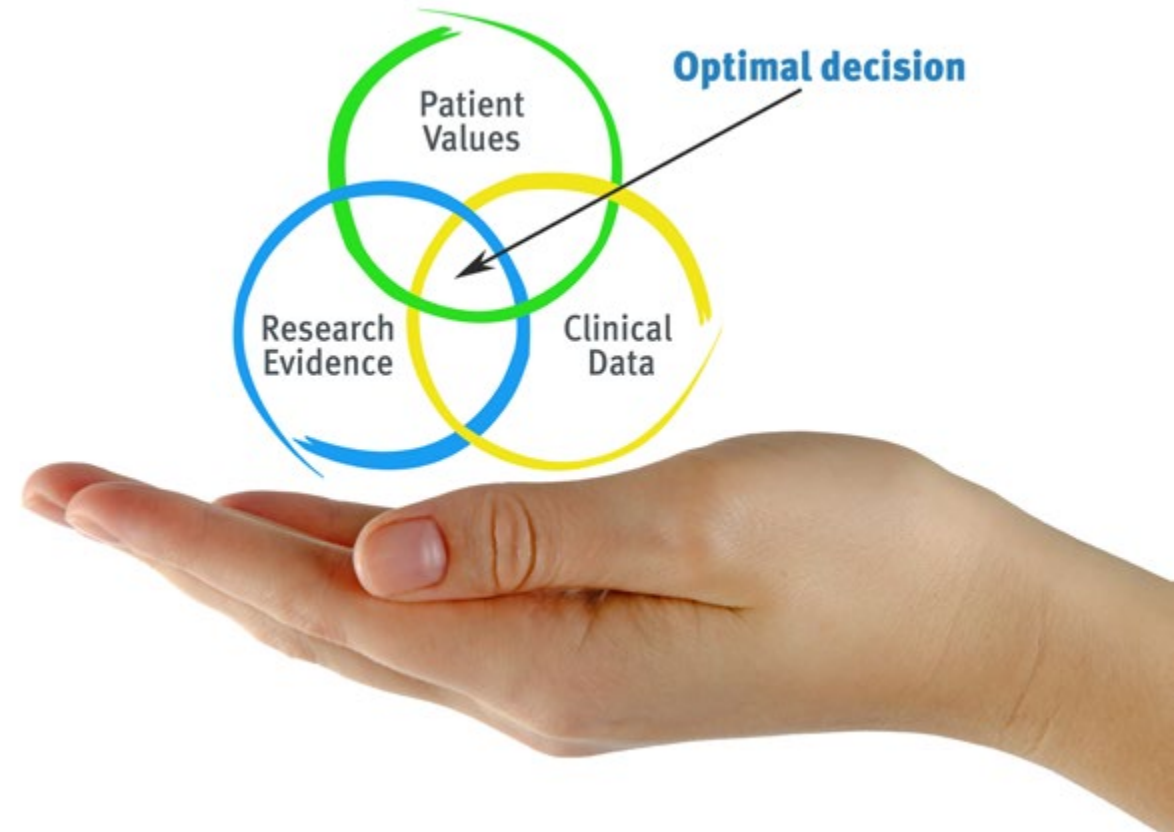 Optimal decision
Patient
Values
Research
Evidence
Clinical
Data